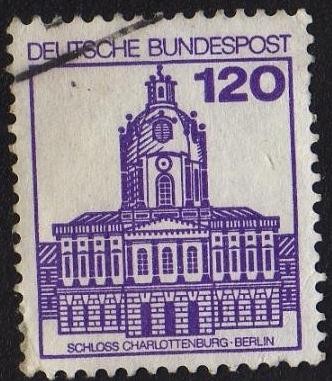 DEUTSCHE BUNDESPOST
120
SCHLOSS CHARLOTTENBURG · BERLIN